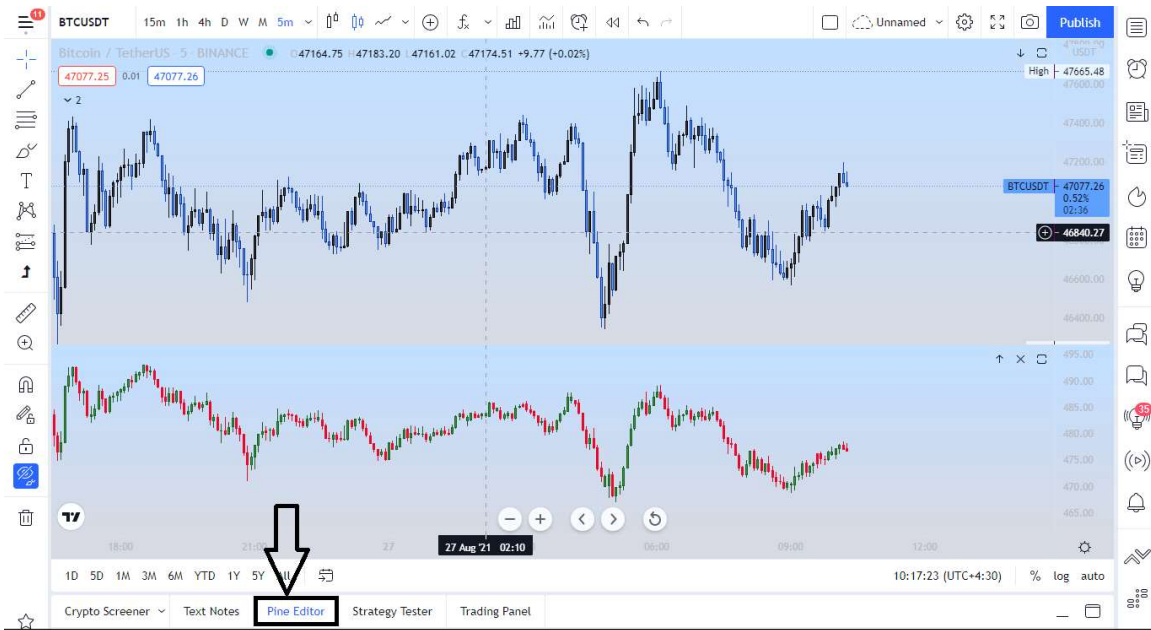 11
BTCUSDT 15m 1h 4h D W M 5m Unnamed Publish
Bitcoin / TetherUS · 5 · BINANCE O47164.75 H47183.20 L47161.02 C47174.51 +9.77 (+0.02%)
USDT
47077.25 0.01 47077.26
High 47665.48
47600.00
2
47400.00
47200.00
BTCUSDT 47077.26
0.52%
02:36
46840.27
46600.00
46400.00
495.00
490.00
485.00
35
480.00
475.00
470.00
465.00
18:00 21:00 27 27 Aug '21 02:10 06:00 09:00 12:00
1D 5D 1M 3M 6M YTD 1Y 5Y All 10:17:23 (UTC+4:30) % log auto
Crypto Screener Text Notes Pine Editor Strategy Tester Trading Panel